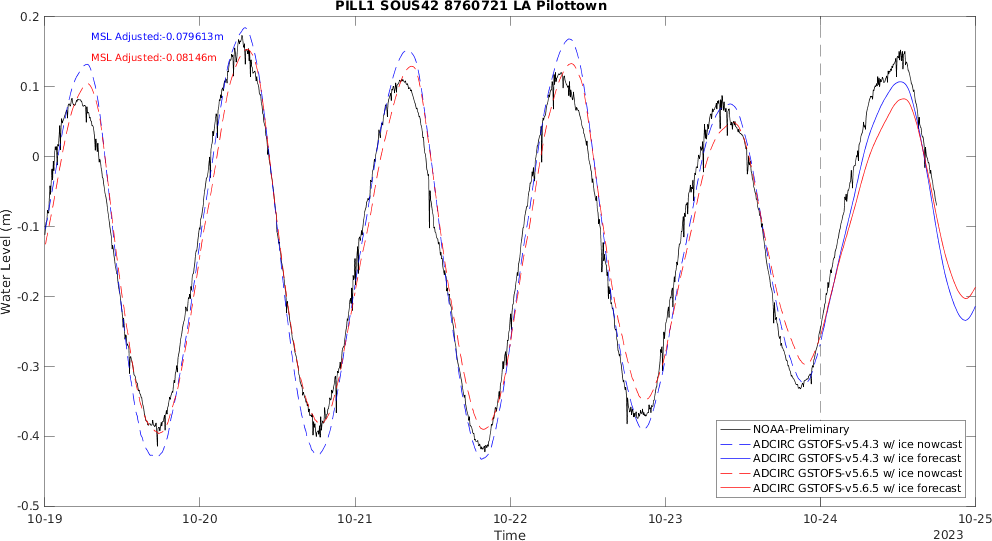 PILL1 SOUS42 8760721 LA Pilottown
MSL Adjusted:-0.079613m
MSL Adjusted:-0.08146m
Water Level (m)
0.2
0.1
0
-0.1
-0.2
-0.3
-0.4
-0.5
NOAA-Preliminary
ADCIRC GSTOFS-v5.4.3 w/ ice nowcast
ADCIRC GSTOFS-v5.4.3 w/ ice forecast
ADCIRC GSTOFS-v5.6.5 w/ ice nowcast
ADCIRC GSTOFS-v5.6.5 w/ ice forecast
10-19 10-20 10-21 10-22 10-23 10-24 10-25
Time
2023